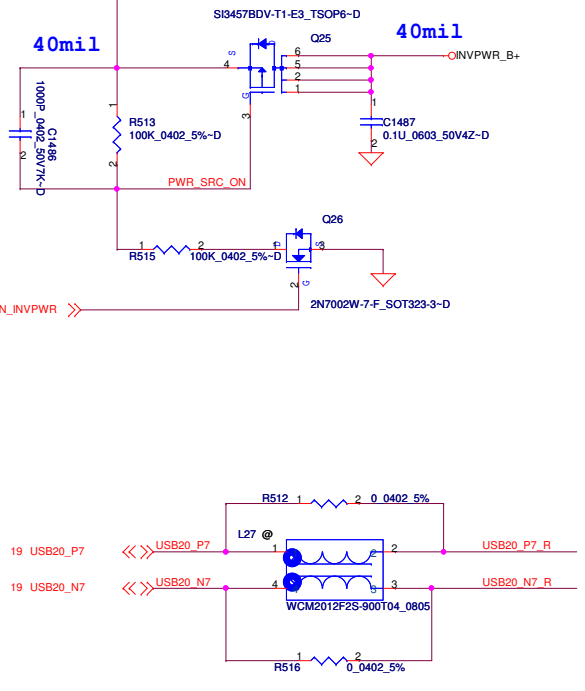 SI3457BDV-T1-E3_TSOP6~D
40mil
Q25
40mil
S
D
4
6
5
2
1
INVPWR_B+
G
3
1
1000P_0402_50V7K~D
C1486
2
1
R513
100K_0402_5%~D
2
1
C1487
0.1U_0603_50V4Z~D
2
PWR_SRC_ON
Q26
1
2
1
D
S
3
R515
100K_0402_5%~D
2
G
2N7002W-7-F_SOT323-3~D
N_INVPWR
R512
1
2
0_0402_5%
L27
@
19
USB20_P7
USB20_P7
1
2
USB20_P7_R
19
USB20_N7
USB20_N7
4
3
USB20_N7_R
WCM2012F2S-900T04_0805
R516
1
2
0_0402_5%